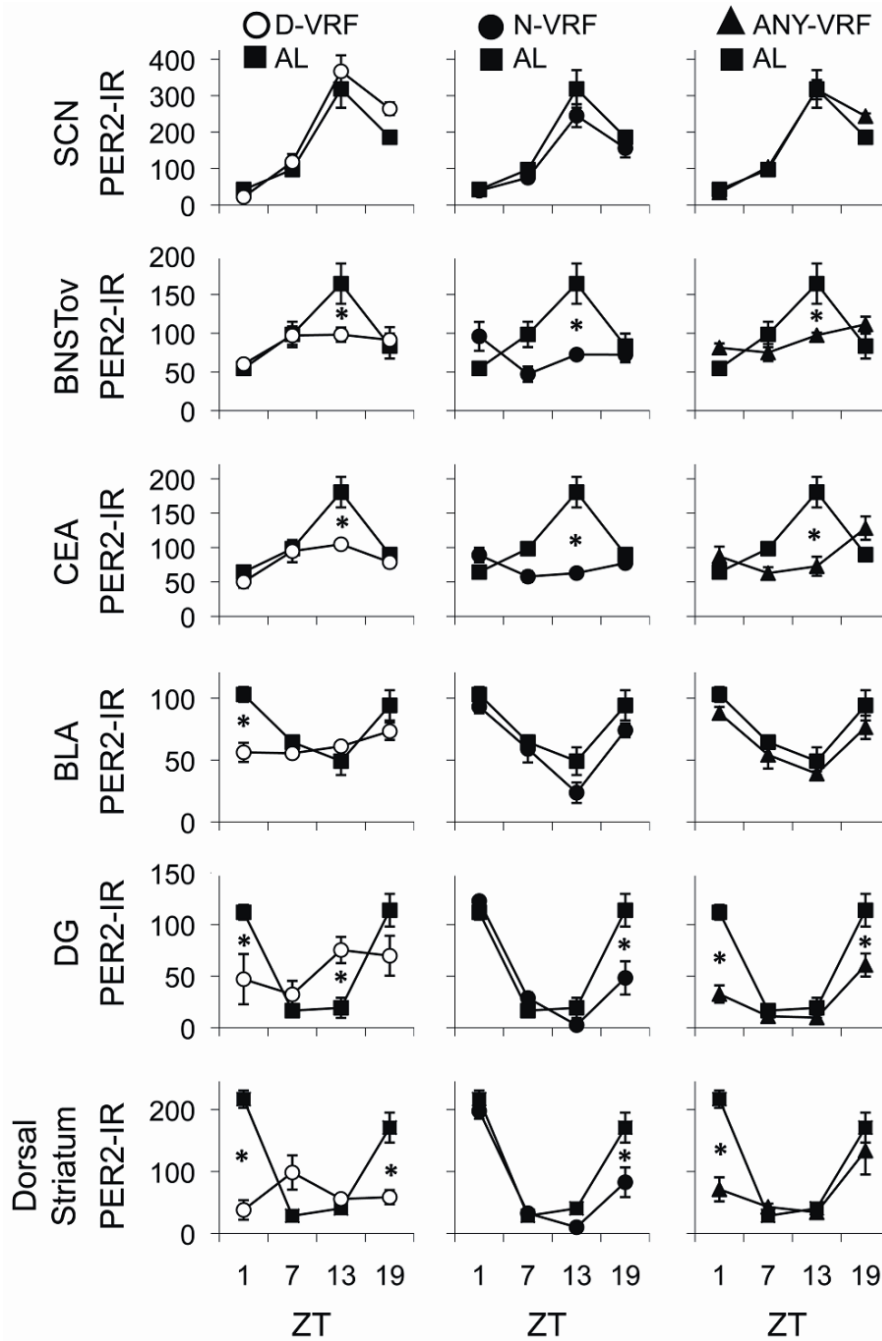 D-VRF N-VRF ANY-VRF
AL AL AL
SCN
PER2-IR
400
300
200
100
0
BNSTov
PER2-IR
200
150
100
50
0
*
*
*
CEA
PER2-IR
200
150
100
50
0
*
*
*
BLA
PER2-IR
100
50
0
*
DG
PER2-IR
150
100
50
0
*
*
*
*
*
Dorsal
Striatum
PER2-IR
200
100
0
*
*
*
*
1 7 13 19 1 7 13 19 1 7 13 19
ZT ZT ZT